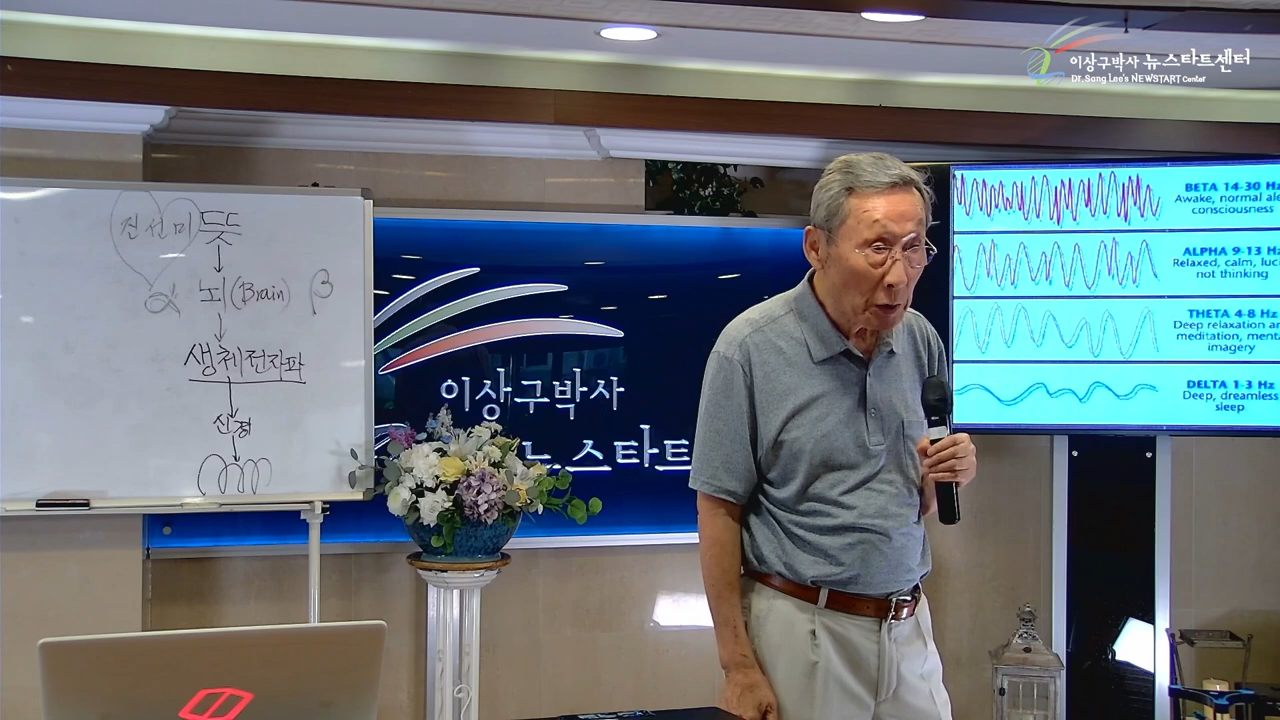 이상구박사 뉴스타트센터
Dr. Sang Lee's NEWSTART Center
진선미 뜻
α 뇌 (Brain) β
생체전자파
신경
이상구박사
뉴스타트
BETA 14-30 Hz
Awake, normal ale
consciousness
ALPHA 9-13 H
Relaxed, calm, luc
not thinking
THETA 4-8 Hz
Deep relaxation an
meditation, menta
imagery
DELTA 1-3 Hz
Deep, dreamless
sleep